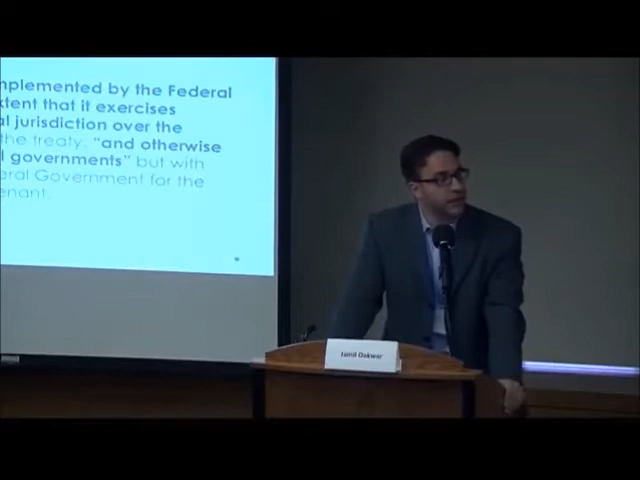 mplemented by the Federal
xtent that it exercises
al jurisdiction over the
the treaty: "and otherwise
l governments" but with
eral Government for the
enant.
Jamil Dakwar